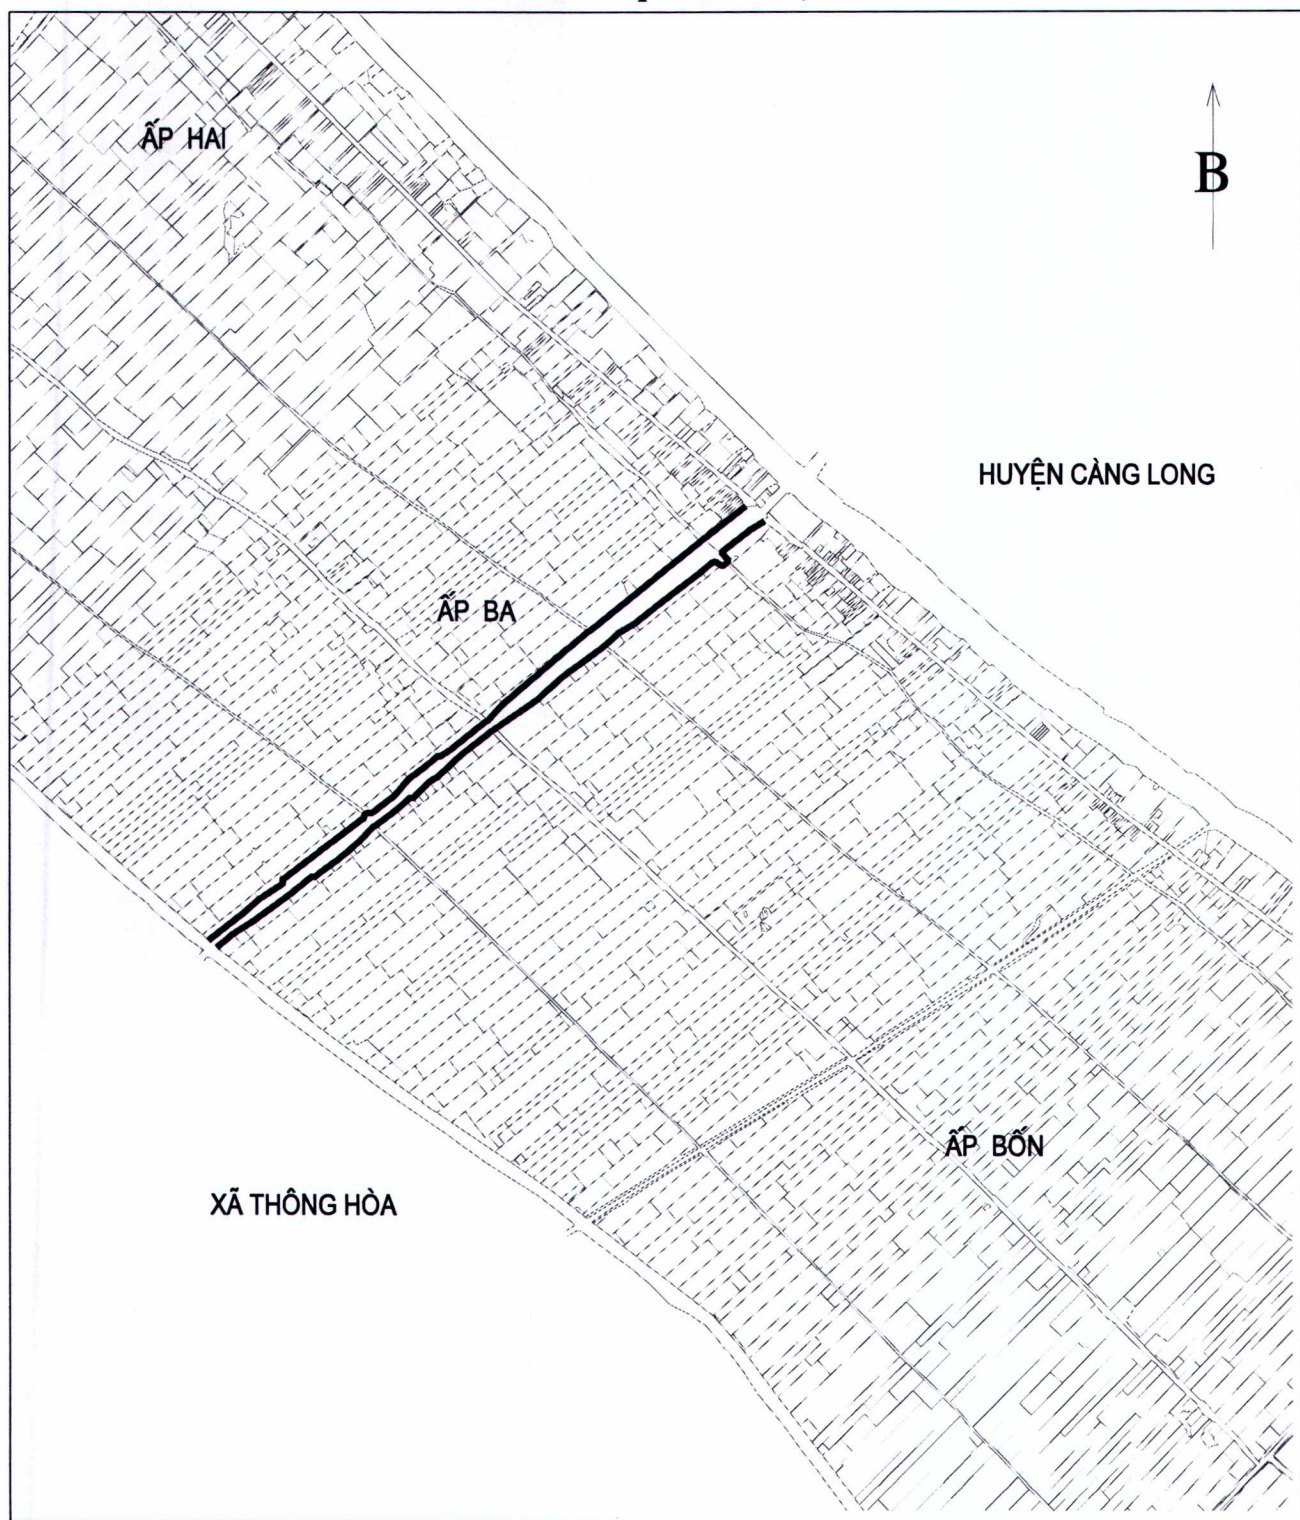 ẤP HAI
B
HUYỆN CÀNG LONG
ẤP BA
ẤP BỐN
XÃ THÔNG HÒA